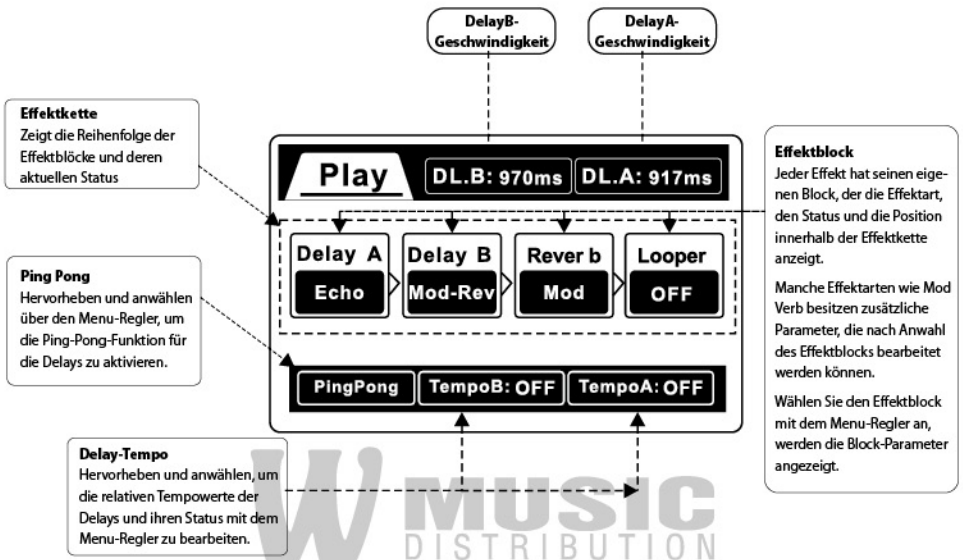 DelayB-
Geschwindigkeit
DelayA-
Geschwindigkeit
Effektkette
Zeigt die Reihenfolge der
Effektblöcke und deren
aktuellen Status
Ping Pong
Hervorheben und anwählen
über den Menu-Regler, um
die Ping-Pong-Funktion für
die Delays zu aktivieren.
Play
DL.B: 970ms
DL.A: 917ms
Delay A
Echo
Delay B
Mod-Rev
Rever b
Mod
Looper
OFF
PingPong
TempoB: OFF
TempoA: OFF
Effektblock
Jeder Effekt hat seinen eige-
nen Block, der die Effektart,
den Status und die Position
innerhalb der Effektkette
anzeigt.
Manche Effektarten wie Mod
Verb besitzen zusätzliche
Parameter, die nach Anwahl
des Effektblocks bearbeitet
werden können.
Wählen Sie den Effektblock
mit dem Menu-Regler an,
werden die Block-Parameter
angezeigt.
Delay-Tempo
Hervorheben und anwählen, um
die relativen Tempowerte der
Delays und ihren Status mit dem
Menu-Regler zu bearbeiten.
W MUSIC
DISTRIBUTION